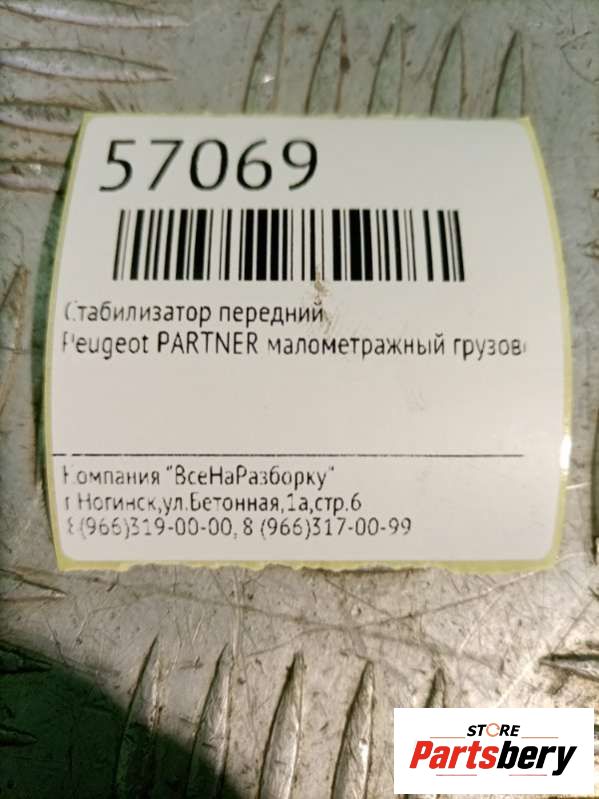 57069
Стабилизатор передний
Peugeot PARTNER малометражный грузов
Компания "ВсеНаРазборку"
г.Ногинск,ул.Бетонная,1а,стр.6
8(966)319-00-00, 8 (966)317-00-99
STORE
Partsbery